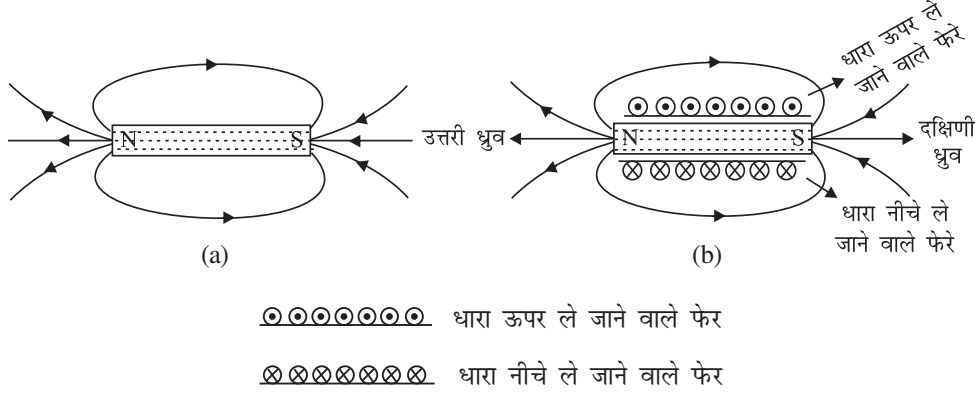 N S
(a)
उत्तरी ध्रुव
धारा ऊपर ले
जाने वाले फेरे
N S
दक्षिणी
ध्रुव
धारा नीचे ले
जाने वाले फेरे
(b)
धारा ऊपर ले जाने वाले फेर
धारा नीचे ले जाने वाले फेर